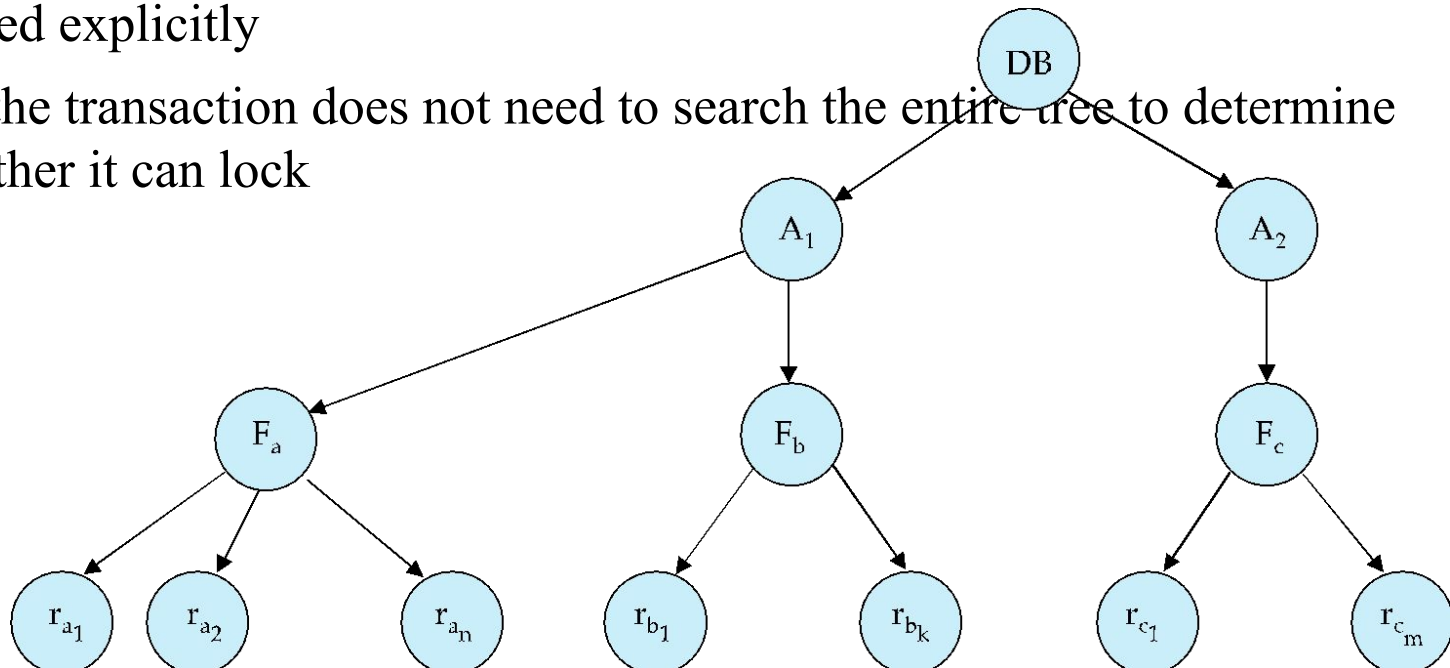 ed explicitly
DB
he transaction does not need to search the entire tree to determine
ther it can lock
A1 A2
Fa Fb Fc
ra1 ra2 ran rb1 rbk rc1 rcm